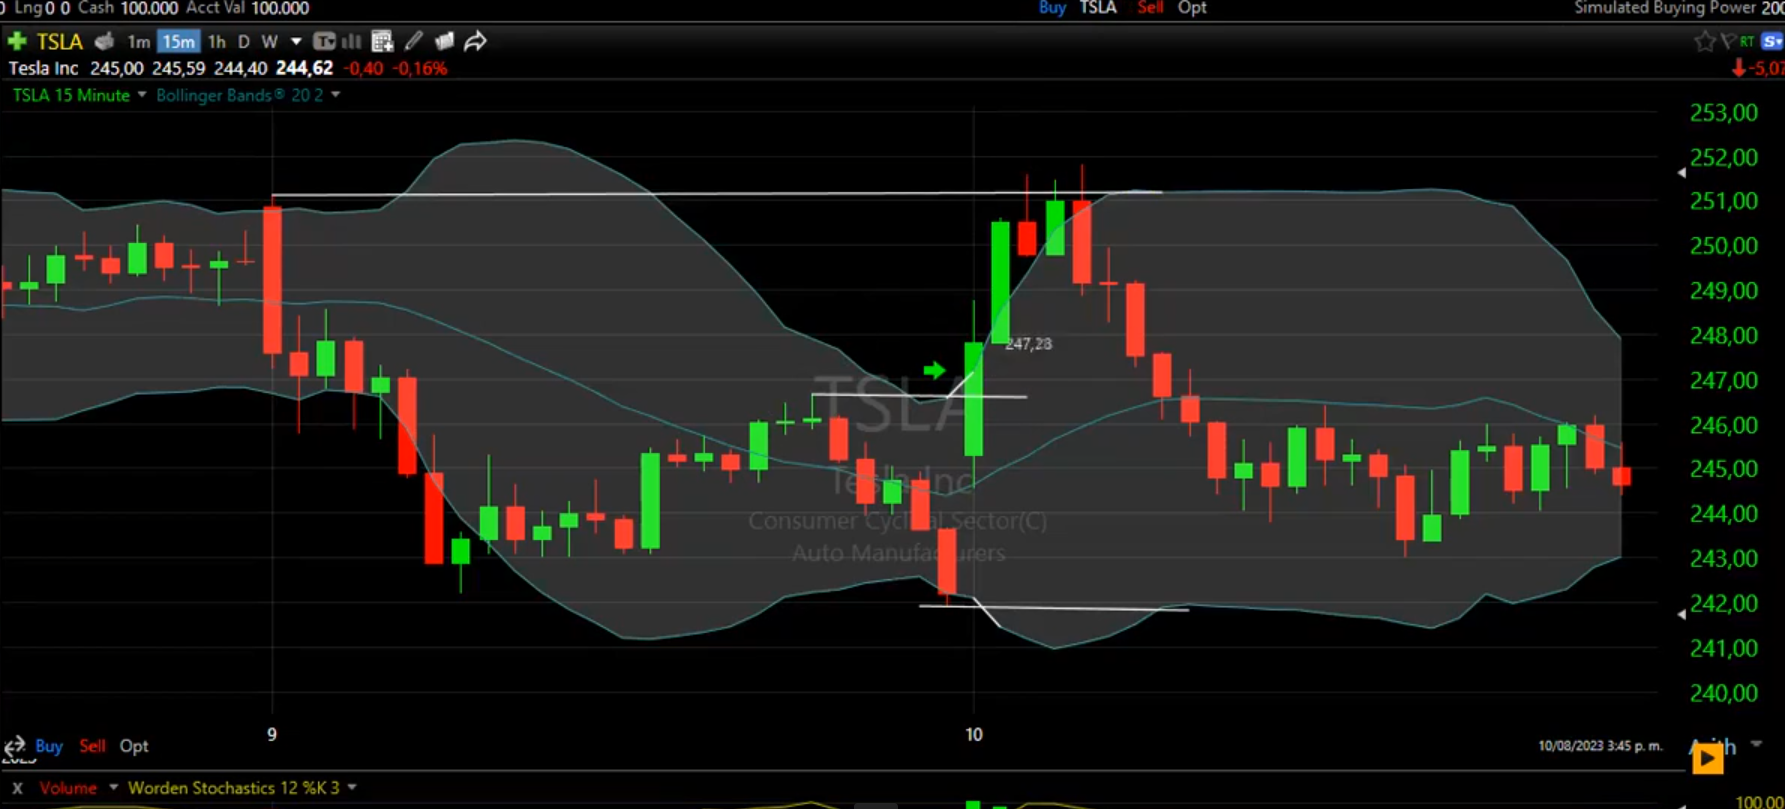 Lng 0 0 Cash 100.000 Acct Val 100.000 Buy TSLA Sell Opt Simulated Buying Power
TSLA 1m 15m 1h D W T RT S
Tesla Inc 245,00 245,59 244,40 244,62 -0,40 -0,16% -5,07
TSLA 15 Minute Bollinger Bands® 20 2
253,00
252,00
251,00
250,00
249,00
248,00
247,28
247,00
TSLA
246,00
245,00
Tesla Inc
244,00
Consumer Cyclical Sector(C)
243,00
Auto Manufacturers
242,00
241,00
240,00
9 10
Buy Sell Opt 10/08/2023 3:45 p. m.
X Volume Worden Stochastics 12 %K 3
100.00